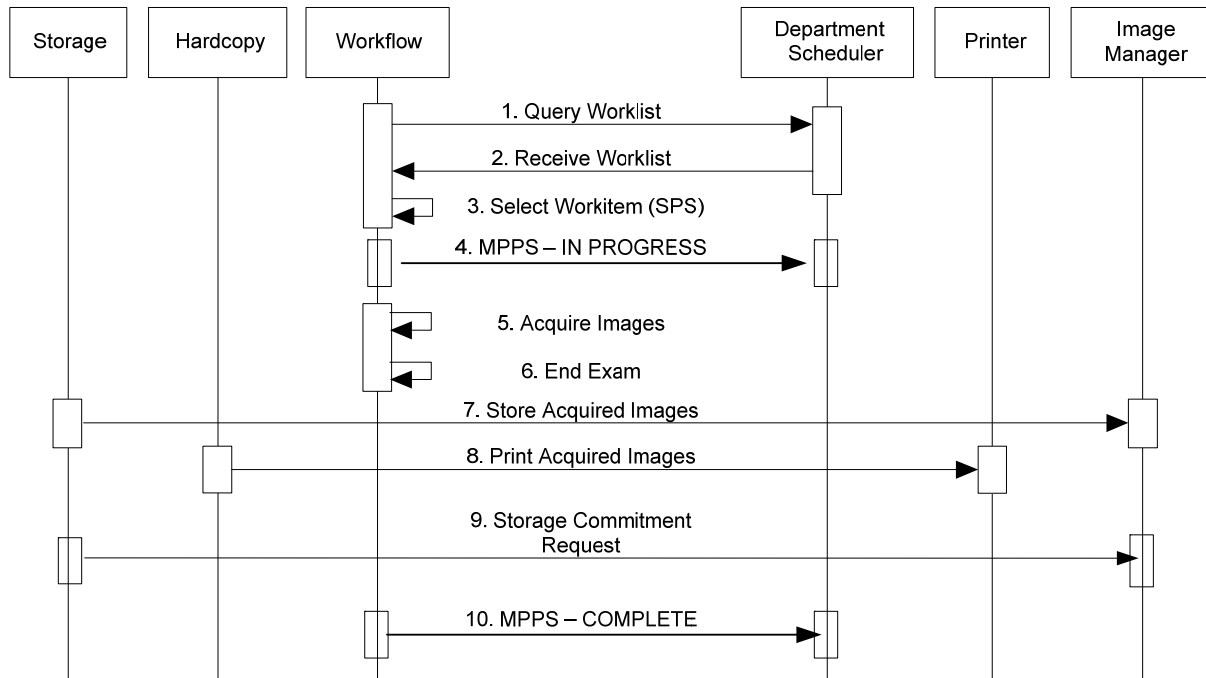 Storage
Hardcopy
Workflow
Department
Scheduler
Printer
Image
Manager
1. Query Worklist
2. Receive Worklist
3. Select Workitem (SPS)
4. MPPS – IN PROGRESS
5. Acquire Images
6. End Exam
7. Store Acquired Images
8. Print Acquired Images
9. Storage Commitment
Request
10. MPPS – COMPLETE